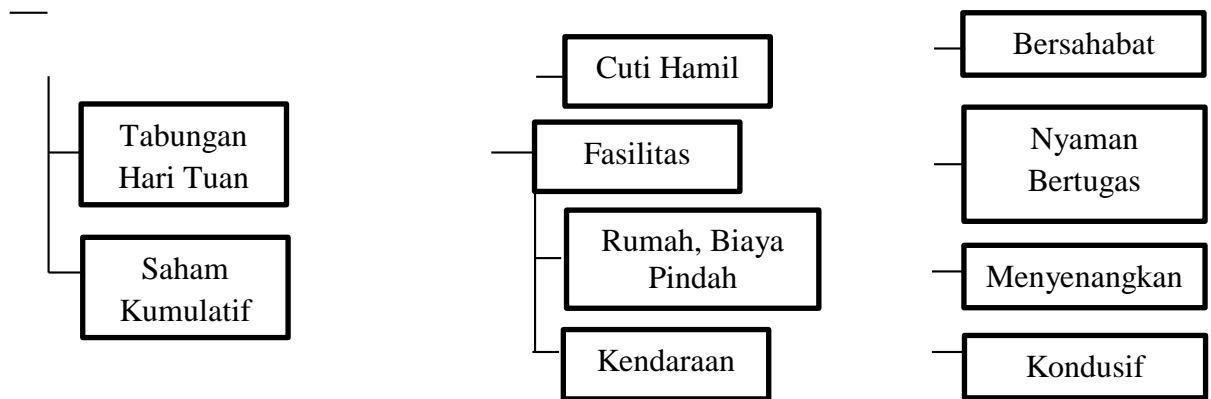 Tabungan
Hari Tuan
Saham
Kumulatif
Cuti Hamil
Fasilitas
Rumah, Biaya
Pindah
Kendaraan
Bersahabat
Nyaman
Bertugas
Menyenangkan
Kondusif